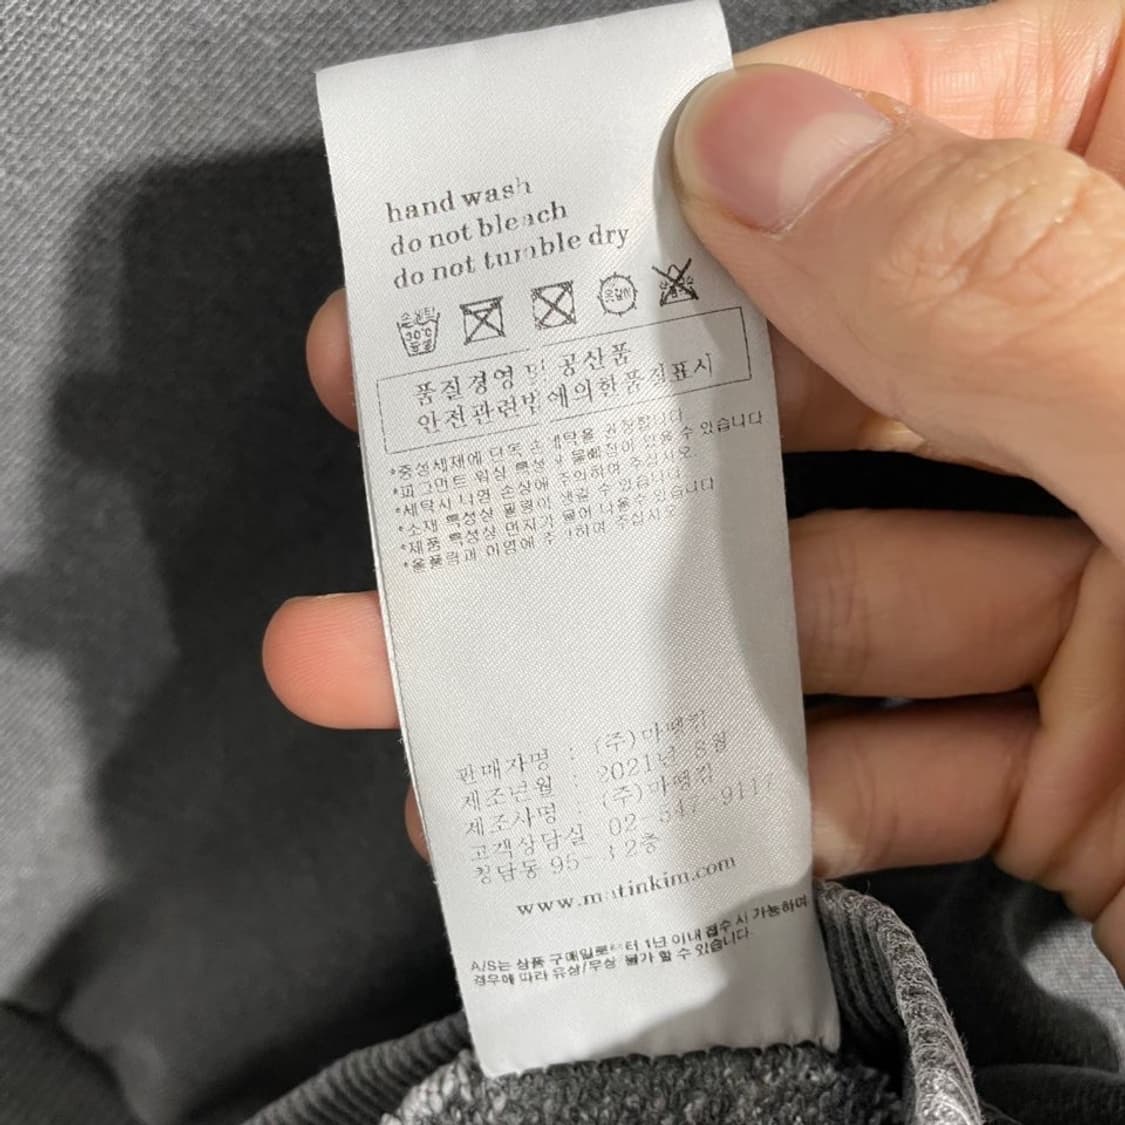 hand wash
do not bleach
do not tumble dry
손세탁
30°C
중성
옷걸이
품질경영 및 공산품
안전관련법에의한품질표시
*중성세제에 단독 손세탁을 권장합니다.
*피그먼트 워싱 특성상 물빠짐이 있을 수 있습니다
*세탁시 나염 손상에 주의하여 주십시오.
*소재 특성상 필링이 생길 수 있습니다.
*제품 특성상 먼지가 묻어 나올수 있습니다
*올풀림과 이염에 주의하여 주십시오
판매자명 : (주)마뗑킴
제조년월 : 2021년 8월
제조사명 : (주)마뗑킴
고객상담실 02-547-9117
청담동 95- 2층
www.matinkim.com
A/S는 상품 구매일로부터 1년 이내 접수시 가능하며
경우에 따라 유상/무상 불가 할 수 있습니다.